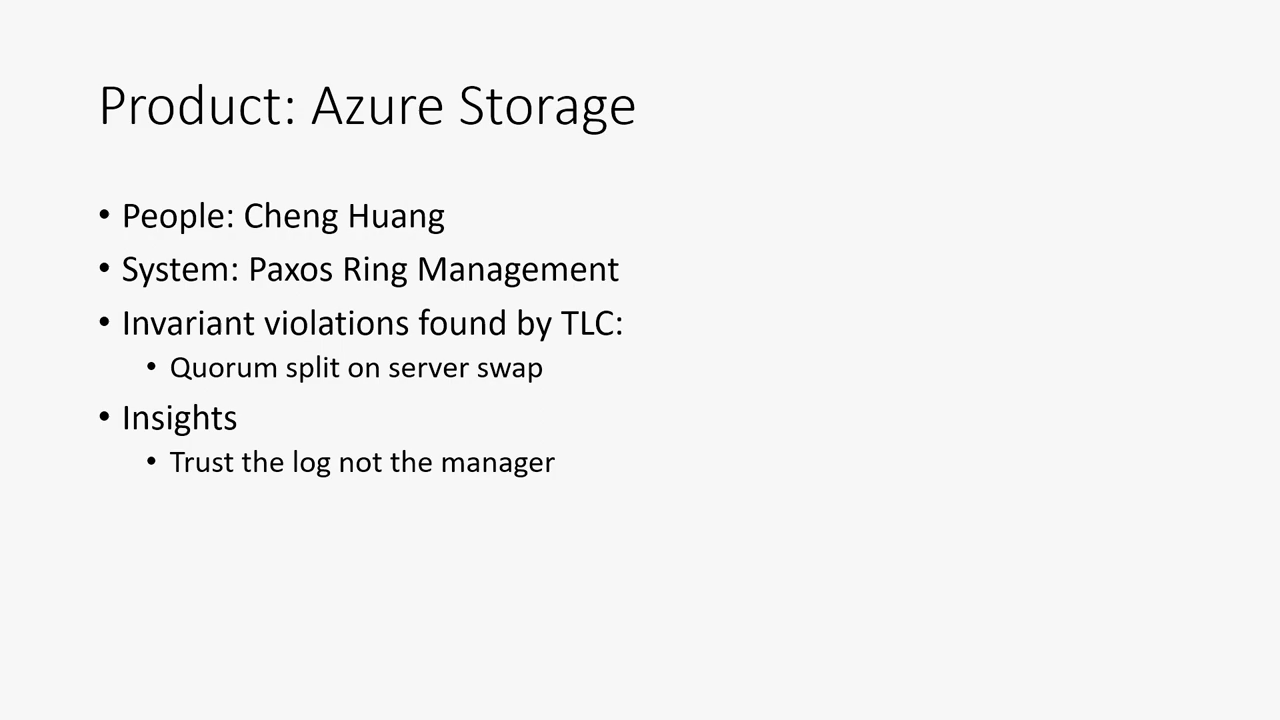 Product: Azure Storage
• People: Cheng Huang
• System: Paxos Ring Management
• Invariant violations found by TLC:
• Quorum split on server swap
• Insights
• Trust the log not the manager